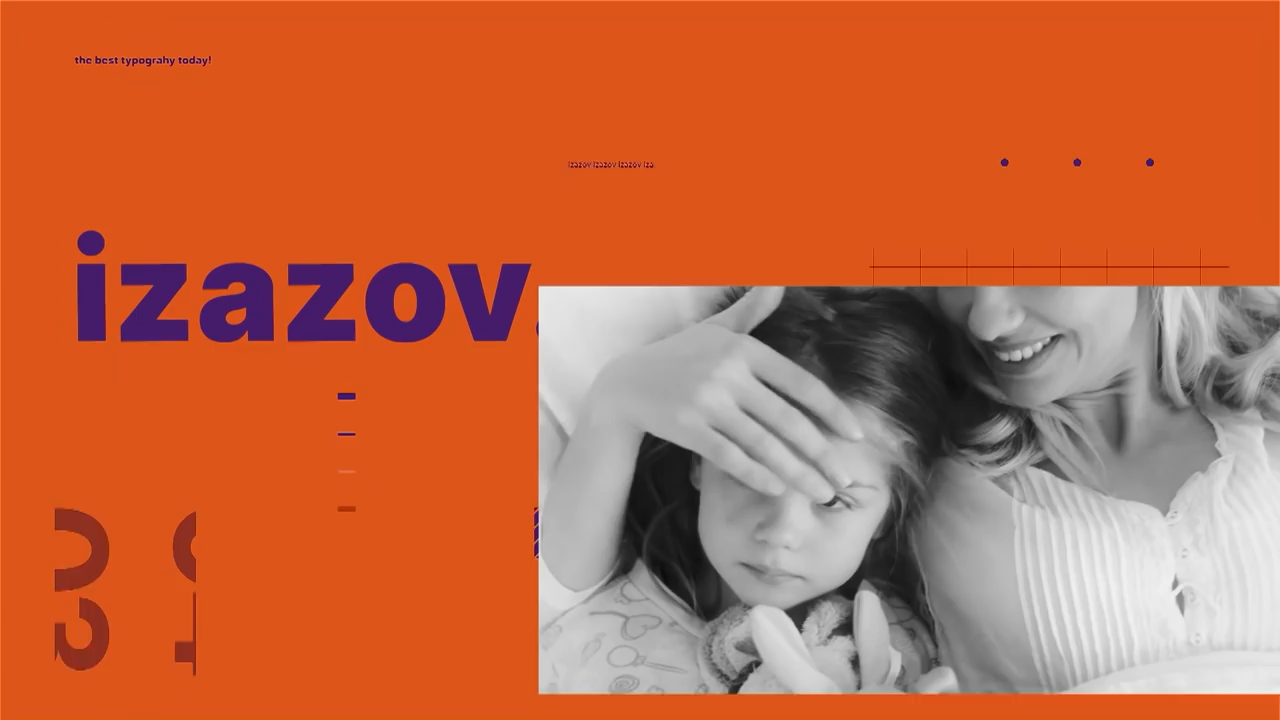 the best typograhy today!
izazov izazov izazov iza
izazov.